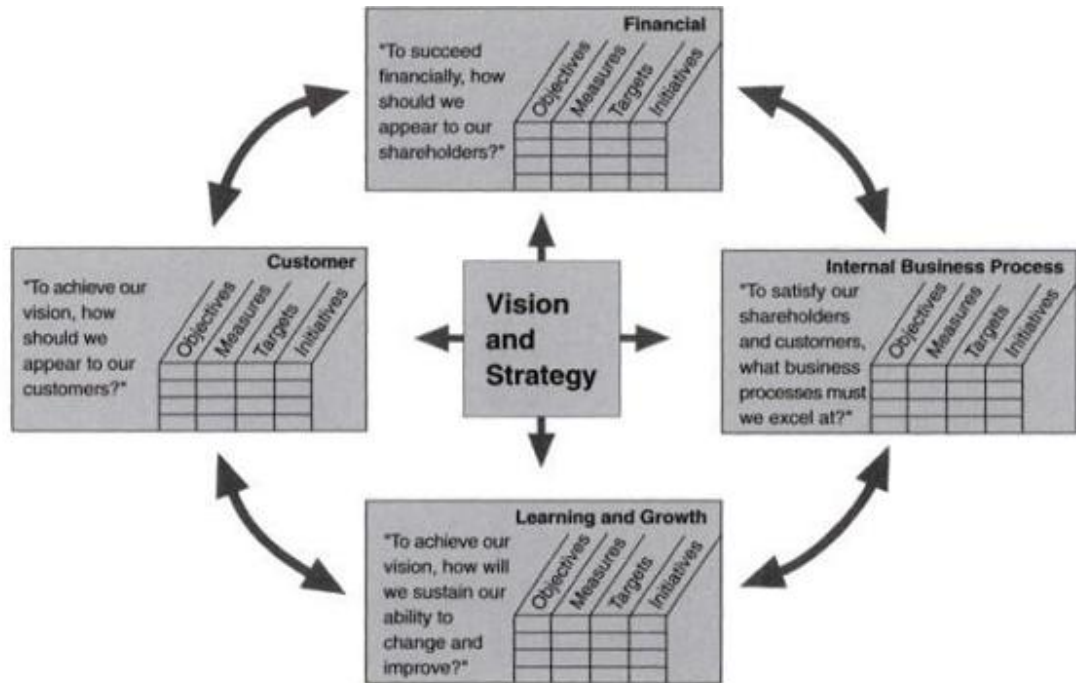 Financial
"To succeed
financially, how
should we
appear to our
shareholders?"
Objectives
Measures
Targets
Initiatives
Customer
"To achieve our
vision, how
should we
appear to our
customers?"
Objectives
Measures
Targets
Initiatives
Vision
and
Strategy
Internal Business Process
"To satisfy our
shareholders
and customers,
what business
processes must
we excel at?"
Objectives
Measures
Targets
Initiatives
Learning and Growth
"To achieve our
vision, how will
we sustain our
ability to
change and
improve?"
Objectives
Measures
Targets
Initiatives